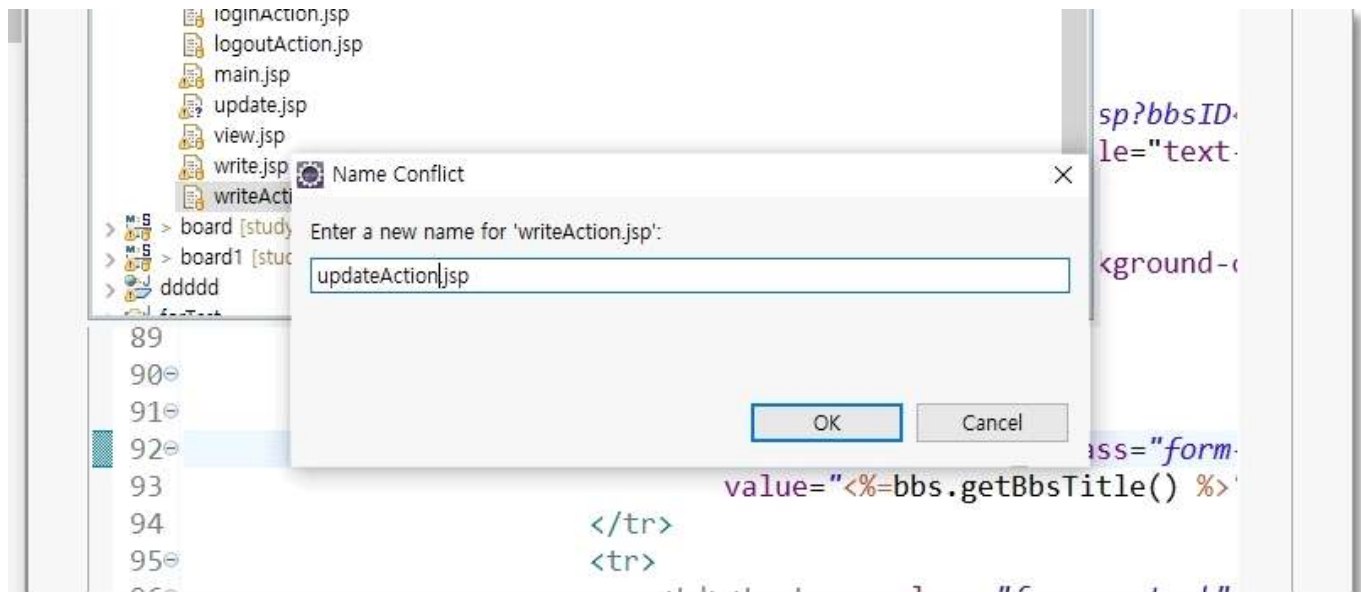 loginAction.jsp
logoutAction.jsp
main.jsp
update.jsp
view.jsp
write.jsp
writeActi
> board [study
> board1 [stud
ddddd
sp?bbsID
le="text-
kground-
Name Conflict
Enter a new name for 'writeAction.jsp':
updateAction.jsp
OK
Cancel
89
90
91
92 ass="form-
93 value="<%=bbs.getBbsTitle() %>"
94 </tr>
95 <tr>